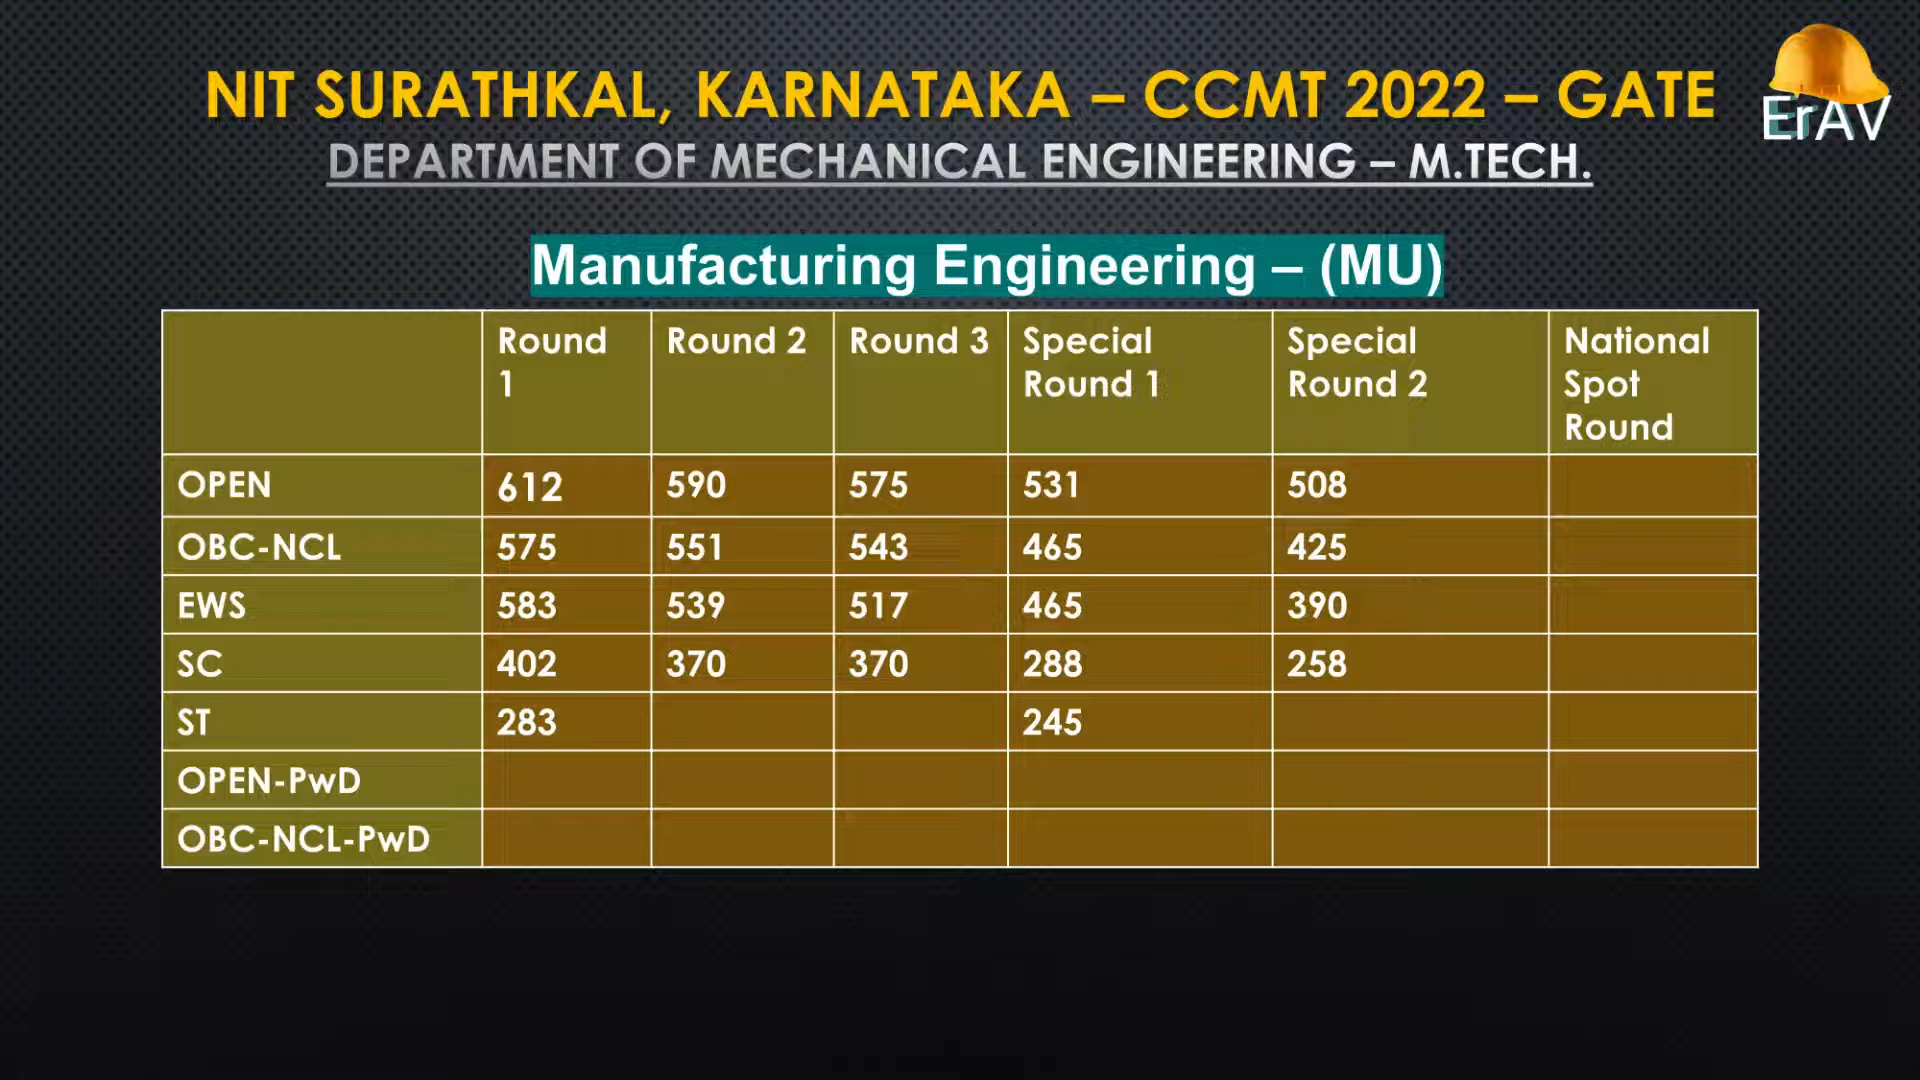 NIT SURATHKAL, KARNATAKA – CCMT 2022 – GATE
ErAV
DEPARTMENT OF MECHANICAL ENGINEERING – M.TECH.
Manufacturing Engineering – (MU)
Round 1 Round 2 Round 3 Special Round 1 Special Round 2 National Spot Round
OPEN 612 590 575 531 508
OBC-NCL 575 551 543 465 425
EWS 583 539 517 465 390
SC 402 370 370 288 258
ST 283 245
OPEN-PwD
OBC-NCL-PwD